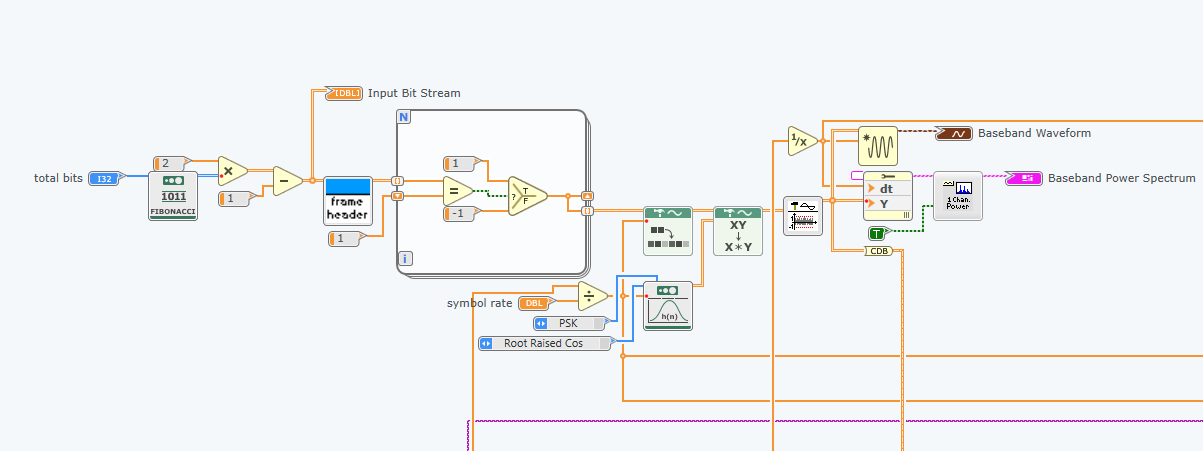 [DBL]
Input Bit Stream
N
2
×
total bits
I32
1011
FIBONACCI
1
−
frame
header
1
1
=
-1
?
T
F
i
1/x
Baseband Waveform
dt
Y
Baseband Power Spectrum
1 Chan.
Power
T
CDB
XY
↓
X*Y
symbol rate
DBL
÷
h(n)
PSK
Root Raised Cos